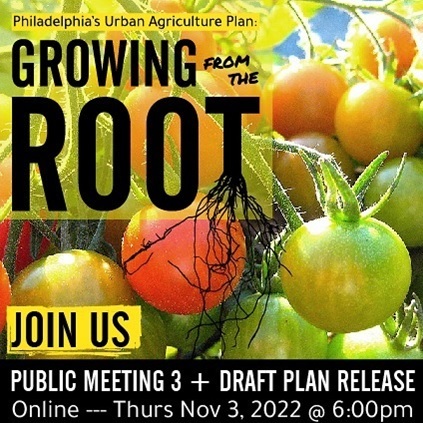 Philadelphia's Urban Agriculture Plan:
GROWING FROM THE
ROOT
JOIN US
PUBLIC MEETING 3 + DRAFT PLAN RELEASE
Online --- Thurs Nov 3, 2022 @ 6:00pm